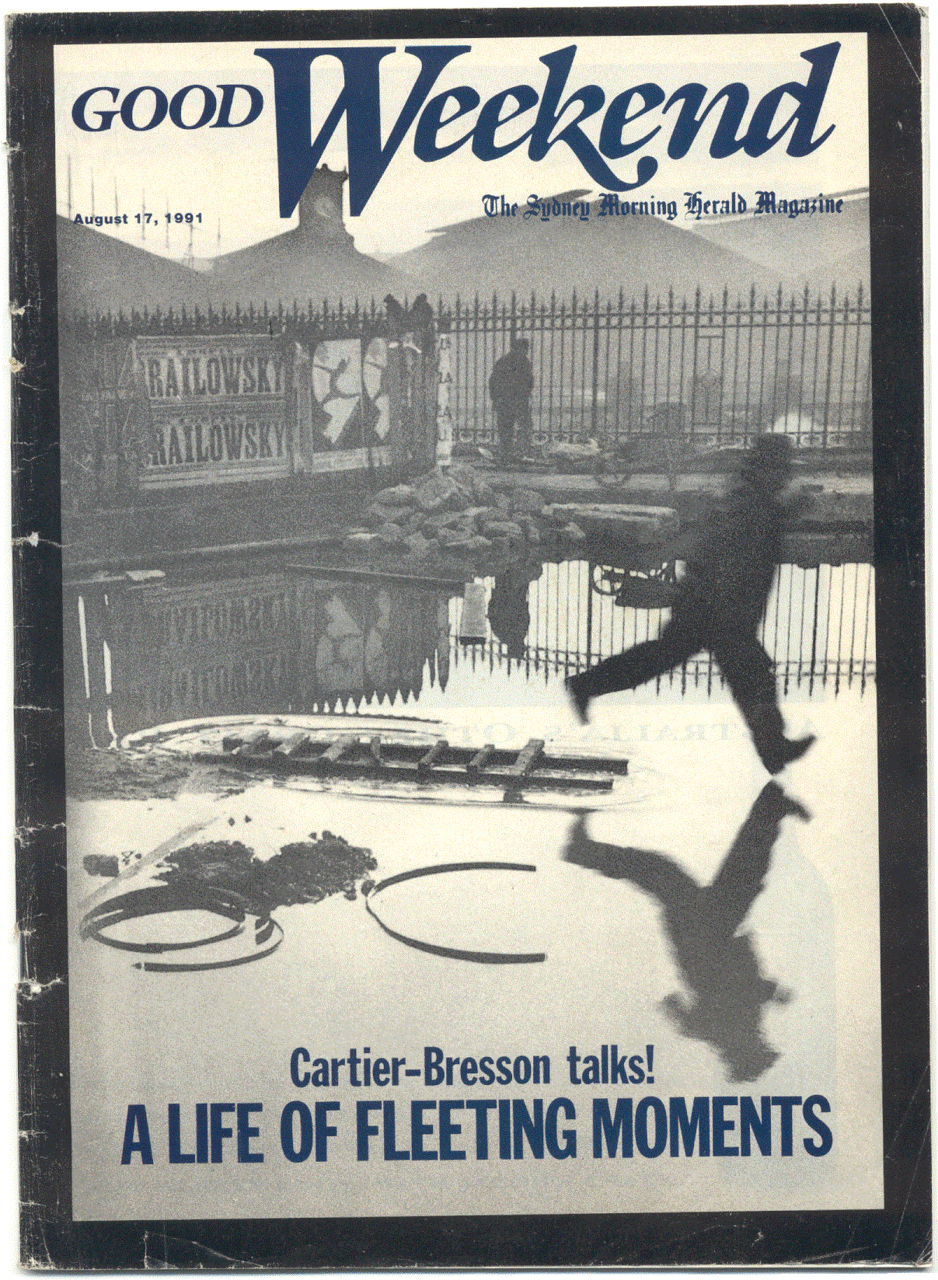 GOOD Weekend
August 17, 1991
The Sydney Morning Herald Magazine
RAILOWSKY
RAILOWSKY
Cartier-Bresson talks!
A LIFE OF FLEETING MOMENTS